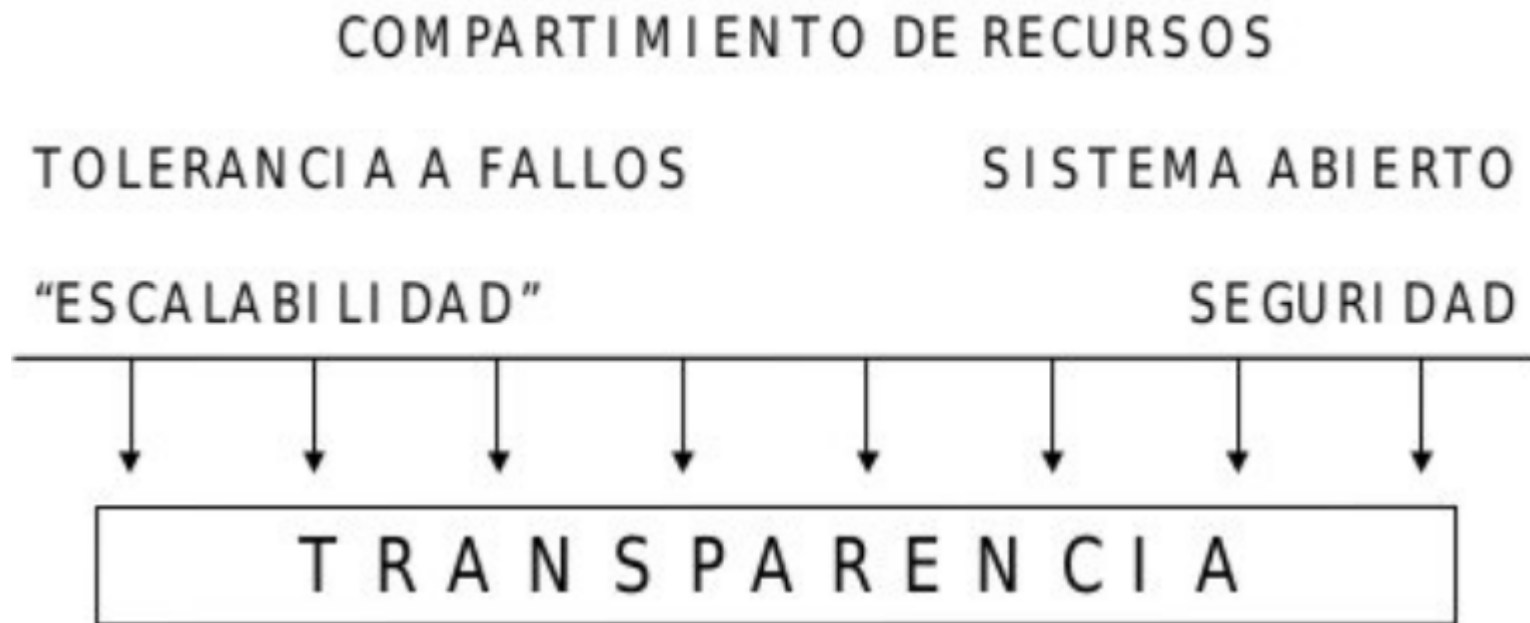 COMPARTIMIENTO DE RECURSOS
TOLERANCIA A FALLOS SISTEMA ABIERTO
“ESCALABILIDAD” SEGURIDAD
TRANSPARENCIA